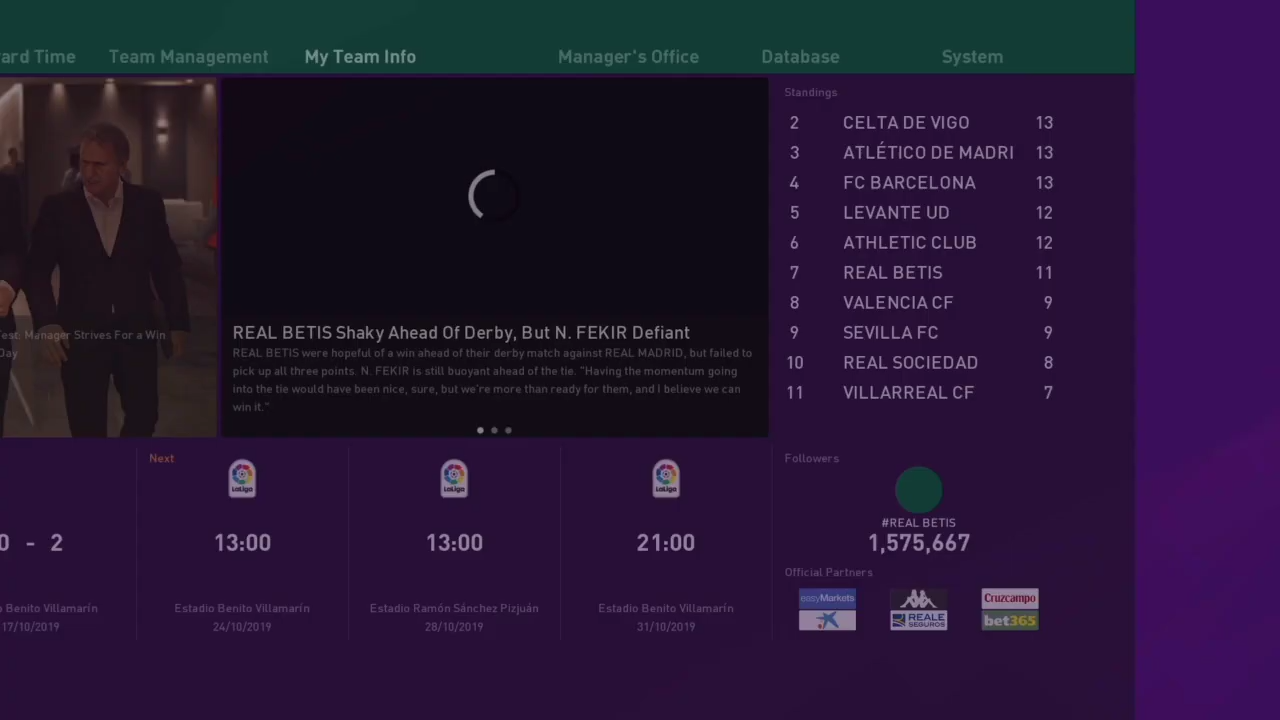 ard Time
Team Management
My Team Info
Manager's Office
Database
System
Test: Manager Strives For a Win
Day
REAL BETIS Shaky Ahead Of Derby, But N. FEKIR Defiant
REAL BETIS were hopeful of a win ahead of their derby match against REAL MADRID, but failed to
pick up all three points. N. FEKIR is still buoyant ahead of the tie. "Having the momentum going
into the tie would have been nice, sure, but we're more than ready for them, and I believe we can
win it."
Standings
2 CELTA DE VIGO 13
3 ATLÉTICO DE MADRI 13
4 FC BARCELONA 13
5 LEVANTE UD 12
6 ATHLETIC CLUB 12
7 REAL BETIS 11
8 VALENCIA CF 9
9 SEVILLA FC 9
10 REAL SOCIEDAD 8
11 VILLARREAL CF 7
0 - 2
o Benito Villamarín
17/10/2019
Next
LaLiga
13:00
Estadio Benito Villamarín
24/10/2019
LaLiga
13:00
Estadio Ramón Sánchez Pizjuán
28/10/2019
LaLiga
21:00
Estadio Benito Villamarín
31/10/2019
Followers
#REAL BETIS
1,575,667
Official Partners
easyMarkets
Cruzcampo
REALE
SEGUROS
bet365